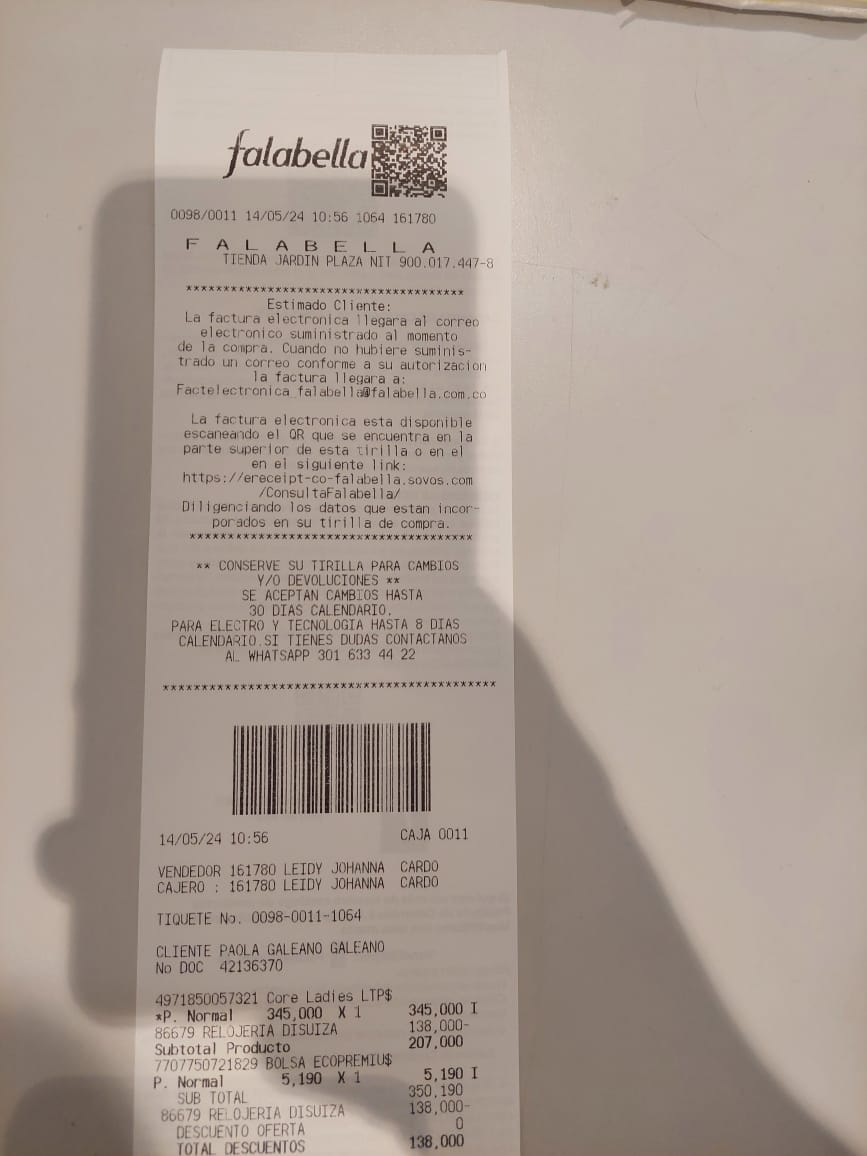 falabella
0098/0011 14/05/24 10:56 1064 161780
F A L A B E L L A
TIENDA JARDIN PLAZA NIT 900.017.447-8
*************************************
Estimado Cliente:
La factura electronica llegara al correo
electronico suministrado al momento
de la compra. Cuando no hubiere suminis-
trado un correo conforme a su autorizacion
la factura llegara a:
Factelectronica_falabella@falabella.com.co
La factura electronica esta disponible
escaneando el QR que se encuentra en la
parte superior de esta tirilla o en el
en el siguiente link:
https://ereceipt-co-falabella.sovos.com
/ConsultaFalabella/
Diligenciando los datos que estan incor-
porados en su tirilla de compra.
*************************************
** CONSERVE SU TIRILLA PARA CAMBIOS
Y/O DEVOLUCIONES **
SE ACEPTAN CAMBIOS HASTA
30 DIAS CALENDARIO.
PARA ELECTRO Y TECNOLOGIA HASTA 8 DIAS
CALENDARIO.SI TIENES DUDAS CONTACTANOS
AL WHATSAPP 301 633 44 22
********************************************
14/05/24 10:56 CAJA 0011
VENDEDOR 161780 LEIDY JOHANNA CARDO
CAJERO : 161780 LEIDY JOHANNA CARDO
TIQUETE No. 0098-0011-1064
CLIENTE PAOLA GALEANO GALEANO
No DOC 42136370
4971850057321 Core Ladies LTP$
*P. Normal 345,000 X 1 345,000 I
86679 RELOJERIA DISUIZA 138,000-
Subtotal Producto 207,000
7707750721829 BOLSA ECOPREMIU$
P. Normal 5,190 X 1 5,190 I
SUB TOTAL 350,190
86679 RELOJERIA DISUIZA 138,000-
DESCUENTO OFERTA 0
TOTAL DESCUENTOS 138,000